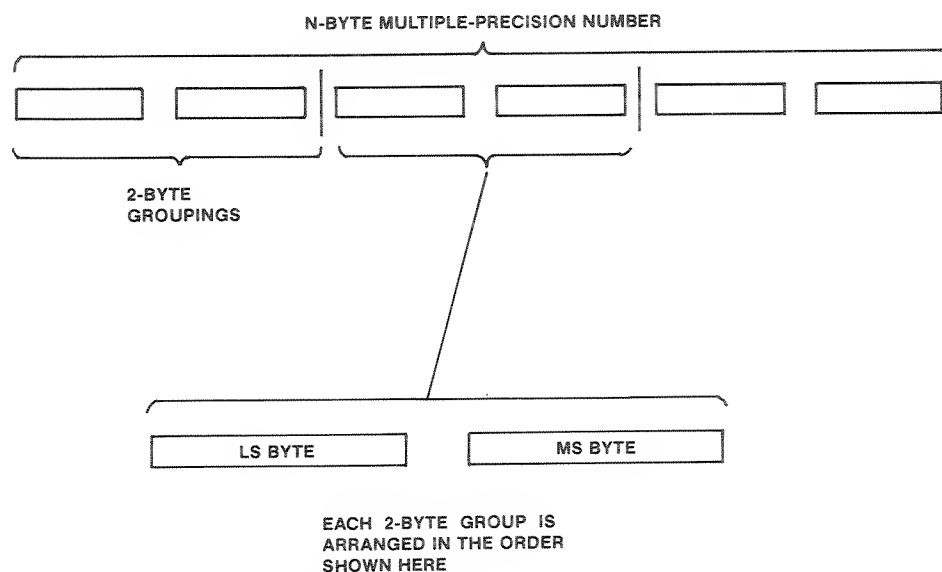 N-BYTE MULTIPLE-PRECISION NUMBER
2-BYTE
GROUPINGS
LS BYTE
MS BYTE
EACH 2-BYTE GROUP IS
ARRANGED IN THE ORDER
SHOWN HERE